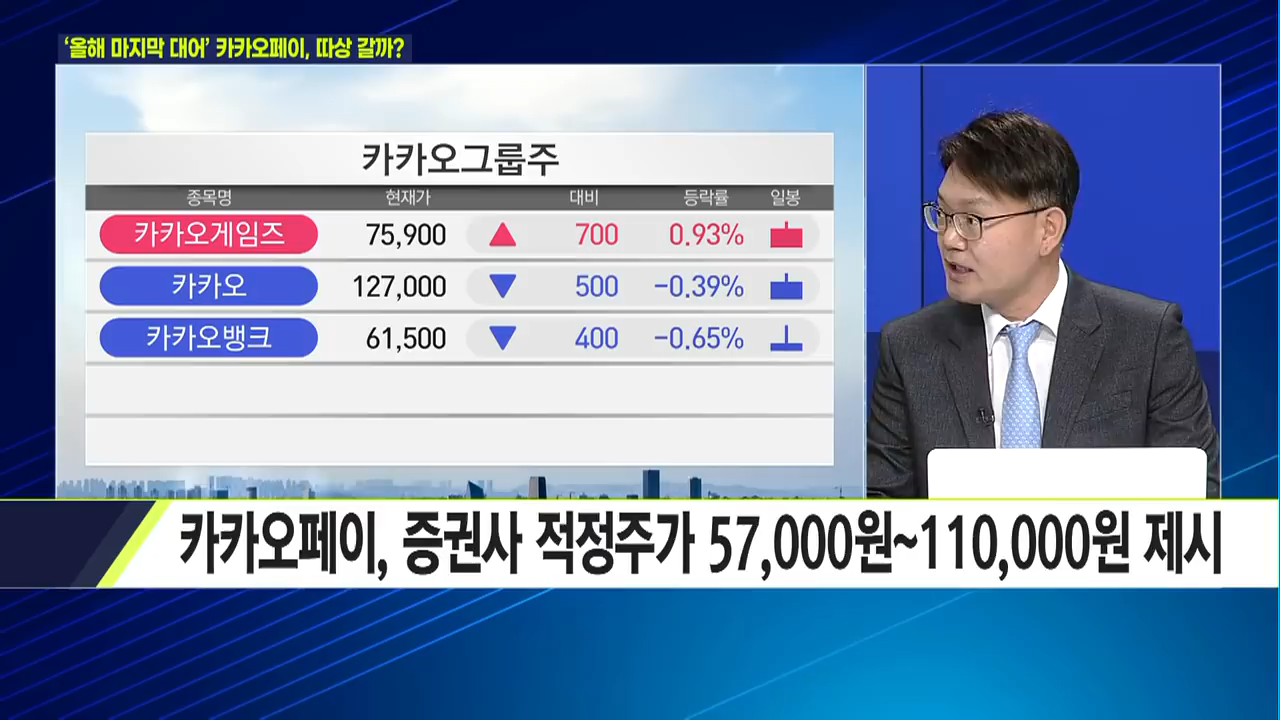 ‘올해 마지막 대어’ 카카오페이, 따상 갈까?
카카오그룹주
종목명 현재가 대비 등락률 일봉
카카오게임즈 75,900 ▲ 700 0.93%
카카오 127,000 ▼ 500 -0.39%
카카오뱅크 61,500 ▼ 400 -0.65%
카카오페이, 증권사 적정주가 57,000원~110,000원 제시